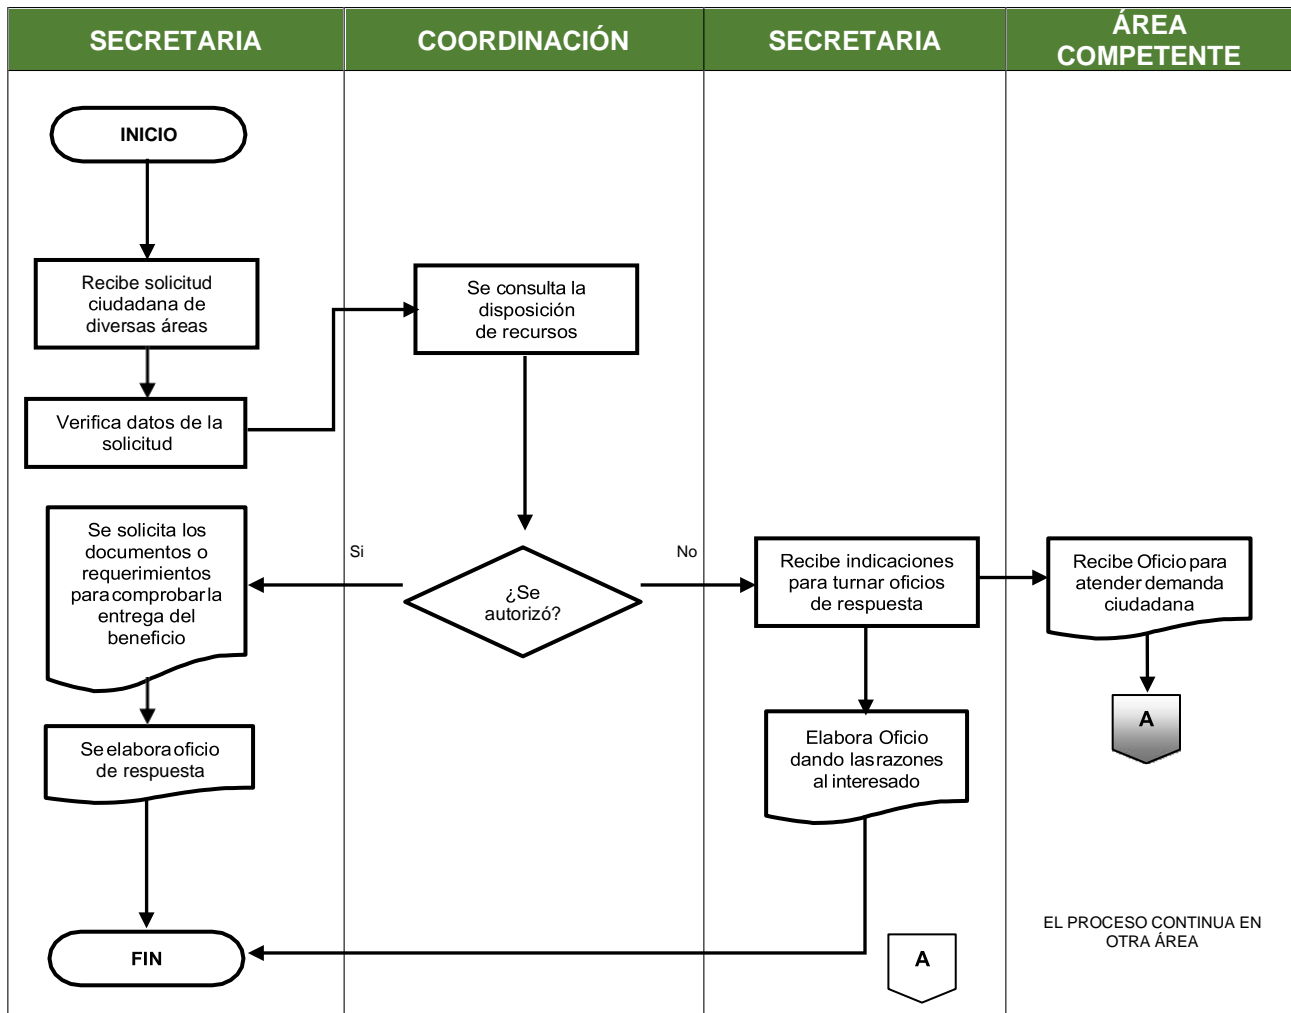 SECRETARIA
COORDINACIÓN
SECRETARIA
ÁREA
COMPETENTE
INICIO
Recibe solicitud
ciudadana de
diversas áreas
Se consulta la
disposición
de recursos
Verifica datos de la
solicitud
Se solicita los
documentos o
requerimientos
para comprobar la
entrega del
beneficio
Si
¿Se
autorizó?
No
Recibe indicaciones
para turnar oficios
de respuesta
Recibe Oficio para
atender demanda
ciudadana
A
Se elabora oficio
de respuesta
Elabora Oficio
dando las razones
al interesado
EL PROCESO CONTINUA EN
OTRA ÁREA
FIN
A